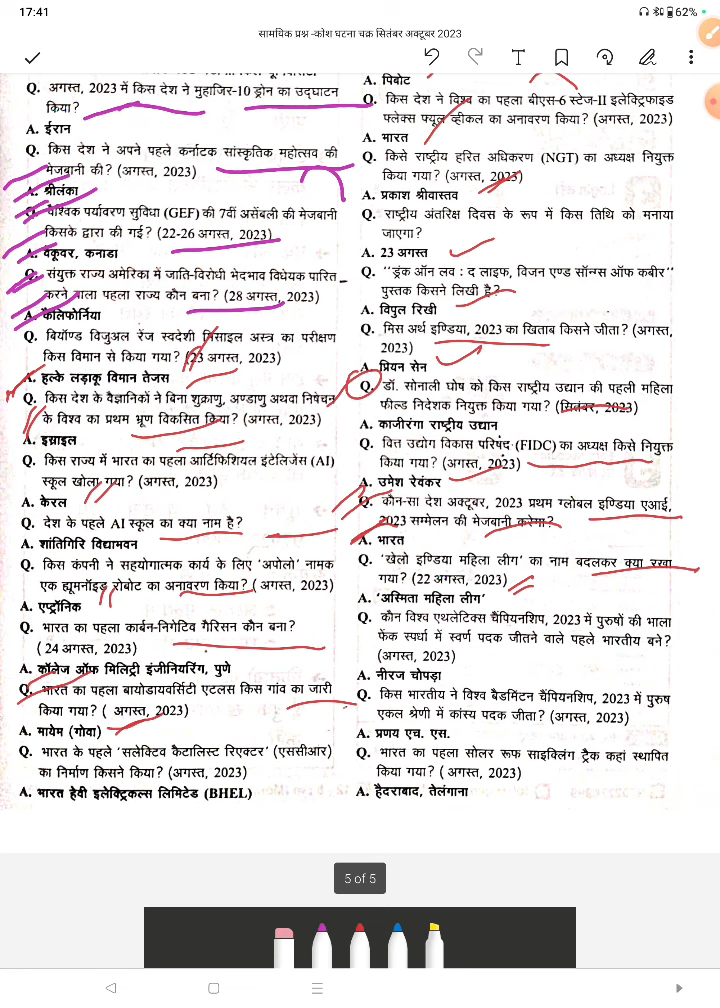 17:41
62%
सामयिक प्रश्न -कोश घटना चक्र सितंबर अक्टूबर 2023
Q. अगस्त, 2023 में किस देश ने मुहाजिर-10 ड्रोन का उद्घाटन
किया?
A. ईरान
Q. किस देश ने अपने पहले कर्नाटक सांस्कृतिक महोत्सव की
मेजबानी की? (अगस्त, 2023)
A. श्रीलंका
Q. वैश्विक पर्यावरण सुविधा (GEF) की 7वीं असेंबली की मेजबानी
किसके द्वारा की गई? (22-26 अगस्त, 2023)
A. वैंकूवर, कनाडा
Q. संयुक्त राज्य अमेरिका में जाति-विरोधी भेदभाव विधेयक पारित
करने वाला पहला राज्य कौन बना? (28 अगस्त, 2023)
A. कैलिफोर्निया
Q. बियॉण्ड विजुअल रेंज स्वदेशी मिसाइल अस्त्र का परीक्षण
किस विमान से किया गया? (23 अगस्त, 2023)
A. हल्के लड़ाकू विमान तेजस
Q. किस देश के वैज्ञानिकों ने बिना शुक्राणु, अण्डाणु अथवा निषेचन
के विश्व का प्रथम भ्रूण विकसित किया? (अगस्त, 2023)
A. इस्राइल
Q. किस राज्य में भारत का पहला आर्टिफिशियल इंटेलिजेंस (AI)
स्कूल खोला गया? (अगस्त, 2023)
A. केरल
Q. देश के पहले AI स्कूल का क्या नाम है?
A. शांतिगिरि विद्याभवन
Q. किस कंपनी ने सहयोगात्मक कार्य के लिए 'अपोलो' नामक
एक ह्यूमनॉइड रोबोट का अनावरण किया? ( अगस्त, 2023)
A. एप्ट्रॉनिक
Q. भारत का पहला कार्बन-निगेटिव गैरिसन कौन बना?
( 24 अगस्त, 2023)
A. कॉलेज ऑफ मिलिट्री इंजीनियरिंग, पुणे
Q. भारत का पहला बायोडायवर्सिटी एटलस किस गांव का जारी
किया गया? ( अगस्त, 2023)
A. मायेम (गोवा)
Q. भारत के पहले 'सलेक्टिव कैटालिस्ट रिएक्टर' (एससीआर)
का निर्माण किसने किया? (अगस्त, 2023)
A. भारत हेवी इलेक्ट्रिकल्स लिमिटेड (BHEL)
A. पिबोट
Q. किस देश ने विश्व का पहला बीएस-6 स्टेज-II इलेक्ट्रिफाइड
फ्लेक्स फ्यूल व्हीकल का अनावरण किया? (अगस्त, 2023)
A. भारत
Q. किसे राष्ट्रीय हरित अधिकरण (NGT) का अध्यक्ष नियुक्त
किया गया? (अगस्त, 2023)
A. प्रकाश श्रीवास्तव
Q. राष्ट्रीय अंतरिक्ष दिवस के रूप में किस तिथि को मनाया
जाएगा?
A. 23 अगस्त
Q. ''ड्रंक ऑन लव : द लाइफ, विजन एण्ड सॉन्ग्स ऑफ कबीर''
पुस्तक किसने लिखी है?
A. विपुल रिखी
Q. मिस अर्थ इण्डिया, 2023 का खिताब किसने जीता? (अगस्त,
2023)
A. प्रियन सेन
Q. डॉ. सोनाली घोष को किस राष्ट्रीय उद्यान की पहली महिला
फील्ड निदेशक नियुक्त किया गया? (सितंबर, 2023)
A. काजीरंगा राष्ट्रीय उद्यान
Q. वित्त उद्योग विकास परिषद (FIDC) का अध्यक्ष किसे नियुक्त
किया गया? (अगस्त, 2023)
A. उमेश रेवंकर
Q. कौन-सा देश अक्टूबर, 2023 प्रथम ग्लोबल इण्डिया एआई,
2023 सम्मेलन की मेजबानी करेगा?
A. भारत
Q. 'खेलो इण्डिया महिला लीग' का नाम बदलकर क्या रखा
गया? (22 अगस्त, 2023)
A. 'अस्मिता महिला लीग'
Q. कौन विश्व एथलेटिक्स चैंपियनशिप, 2023 में पुरुषों की भाला
फेंक स्पर्धा में स्वर्ण पदक जीतने वाले पहले भारतीय बने?
(अगस्त, 2023)
A. नीरज चोपड़ा
Q. किस भारतीय ने विश्व बैडमिंटन चैंपियनशिप, 2023 में पुरुष
एकल श्रेणी में कांस्य पदक जीता? (अगस्त, 2023)
A. प्रणय एच. एस.
Q. भारत का पहला सोलर रूफ साइक्लिंग ट्रैक कहां स्थापित
किया गया? ( अगस्त, 2023)
A. हैदराबाद, तेलंगाना
5 of 5